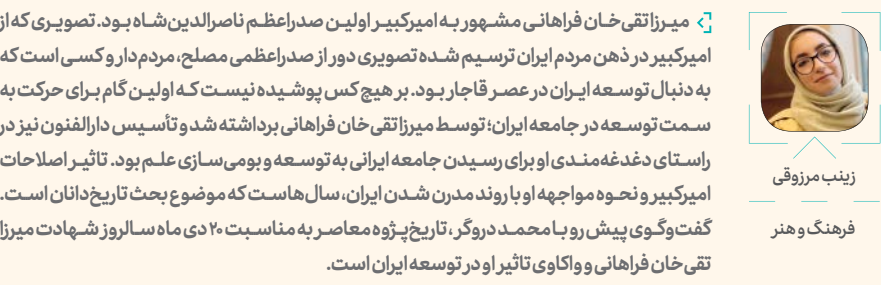 میرزا تقی‌خان فراهانی مشهور به امیرکبیر اولین صدراعظم ناصرالدین‌شاه بود. تصویری که از
امیرکبیر در ذهن مردم ایران ترسیم شده تصویری دور از صدراعظمی مصلح، مردم‌دار و کسی است که
به دنبال توسعه ایران در عصر قاجار بود. بر هیچ کس پوشیده نیست که اولین گام برای حرکت به
سمت توسعه در جامعه ایران؛ توسط میرزا تقی‌خان فراهانی برداشته شد و تأسیس دارالفنون نیز در
راستای دغدغه‌مندی او برای رسیدن جامعه ایرانی به توسعه و بومی‌سازی علم بود. تاثیر اصلاحات
امیرکبیر و نحوه مواجهه او با روند مدرن شدن ایران، سال‌هاست که موضوع بحث تاریخ‌دانان است.
گفت‌وگوی پیش رو با محمد دروگر، تاریخ‌پژوه معاصر به مناسبت ۲۰ دی ماه سالروز شهادت میرزا
تقی‌خان فراهانی و واکاوی تاثیر او در توسعه ایران است.
زینب مرزوقی
فرهنگ و هنر